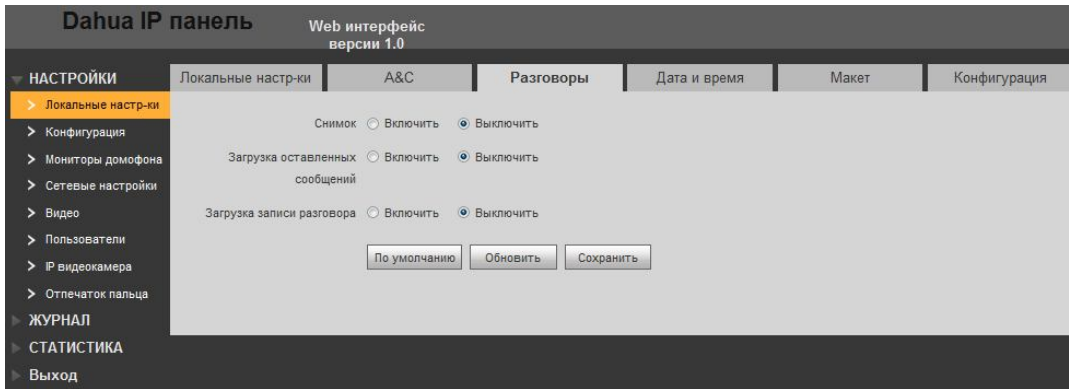 Dahua IP панель
Web интерфейс
версии 1.0
НАСТРОЙКИ
Локальные настр-ки
Конфигурация
Мониторы домофона
Сетевые настройки
Видео
Пользователи
IP видеокамера
Отпечаток пальца
ЖУРНАЛ
СТАТИСТИКА
Выход
Локальные настр-ки A&C Разговоры Дата и время Макет Конфигурация
Снимок Включить Выключить
Загрузка оставленных Включить Выключить
сообщений
Загрузка записи разговора Включить Выключить
По умолчанию Обновить Сохранить